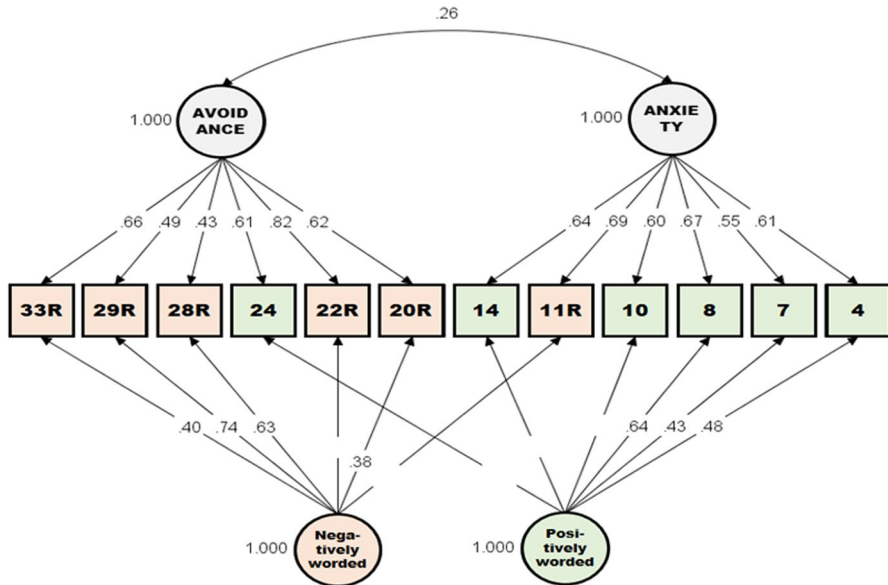 .26
1.000
AVOID
ANCE
1.000
ANXIE
TY
.66 .49 .43 .61 .82 .62
.64 .69 .60 .67 .55 .61
33R 29R 28R 24 22R 20R 14 11R 10 8 7 4
.40 .74 .63
.64 .43 .48
.38
1.000
Nega-
tively
worded
1.000
Posi-
tively
worded